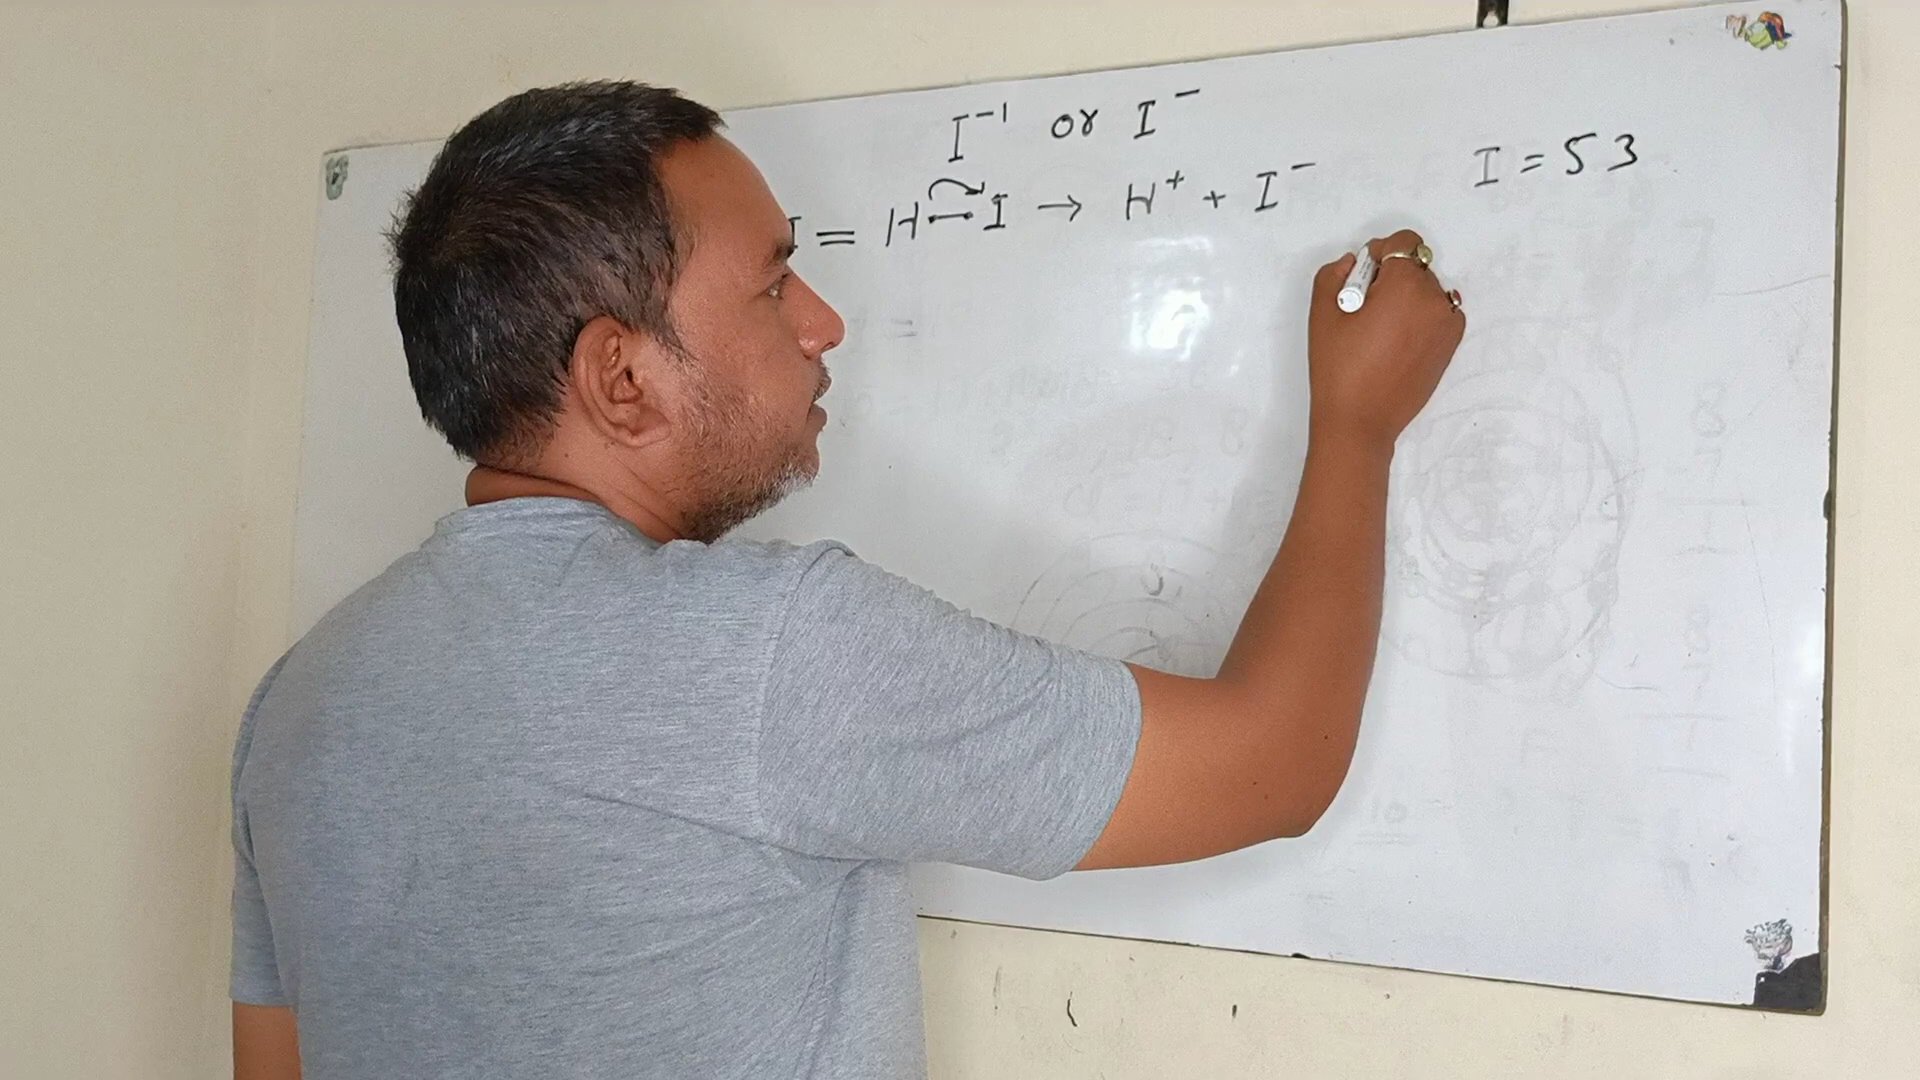 I⁻¹ or I⁻
I = H—I → H⁺ + I⁻
I = 53